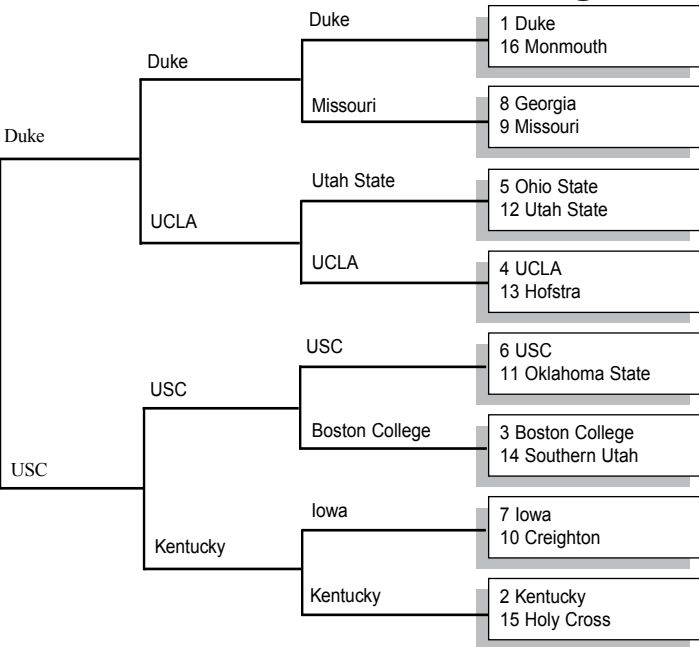 Duke
1 Duke
16 Monmouth
Duke
Missouri
8 Georgia
9 Missouri
Duke
Utah State
5 Ohio State
12 Utah State
UCLA
UCLA
4 UCLA
13 Hofstra
USC
6 USC
11 Oklahoma State
USC
Boston College
3 Boston College
14 Southern Utah
USC
Iowa
7 Iowa
10 Creighton
Kentucky
Kentucky
2 Kentucky
15 Holy Cross